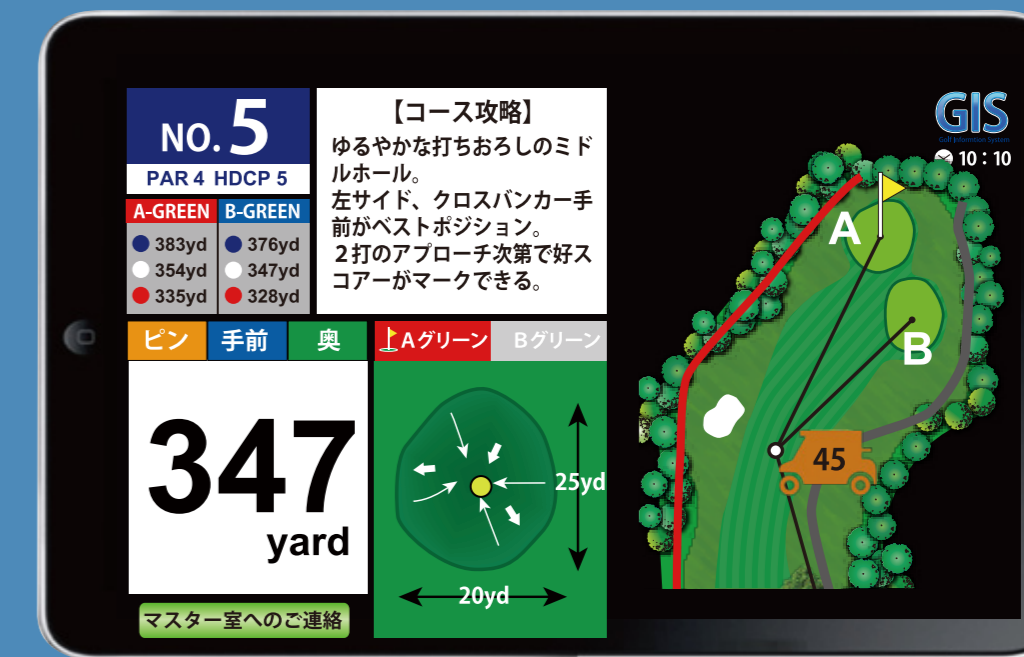 NO.5
PAR 4 HDCP 5
A-GREEN B-GREEN
383yd 376yd
354yd 347yd
335yd 328yd
【コース攻略】
ゆるやかな打ちおろしのミド
ルホール。
左サイド、クロスバンカー手
前がベストポジション。
２打のアプローチ次第で好ス
コアーがマークできる。
ピン 手前 奥
Aグリーン Bグリーン
347
yard
25yd
20yd
マスター室へのご連絡
GIS
Golf Information System
10：10
A
B
45